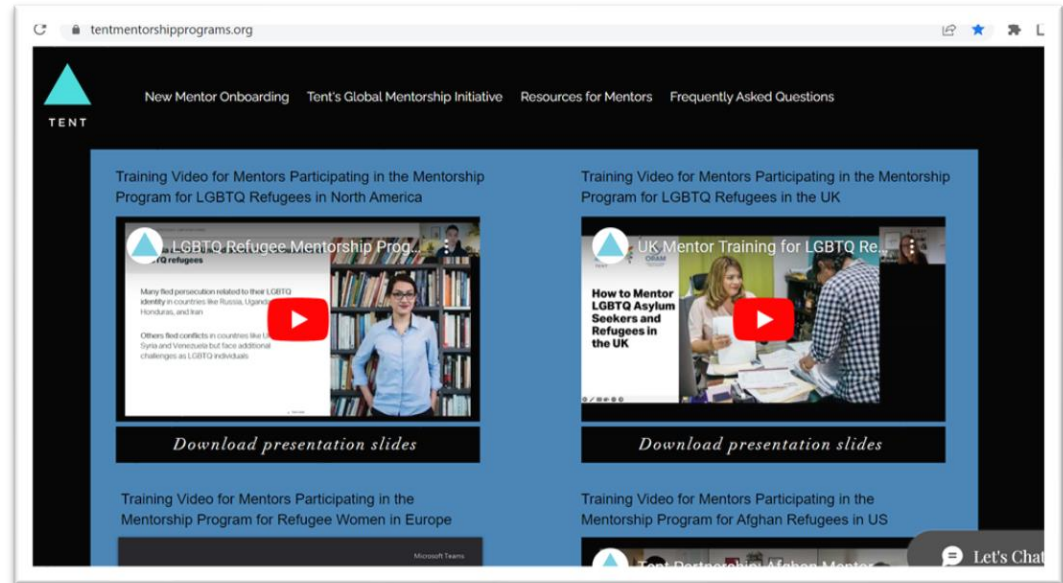 tentmentorshipprograms.org
TENT
New Mentor Onboarding Tent's Global Mentorship Initiative Resources for Mentors Frequently Asked Questions
Training Video for Mentors Participating in the Mentorship
Program for LGBTQ Refugees in North America
LGBTQ Refugee Mentorship Prog...
refugees
Many fled persecution related to their LGBTQ
identity in countries like Russia, Uganda
Honduras, and Iran
Others fled conflicts in countries like
Syria and Venezuela but face additional
challenges as LGBTQ individuals
Download presentation slides
Training Video for Mentors Participating in the Mentorship
Program for LGBTQ Refugees in the UK
UK Mentor Training for LGBTQ Re...
ORAM
How to Mentor
LGBTQ Asylum
Seekers and
Refugees in
the UK
Download presentation slides
Training Video for Mentors Participating in the
Mentorship Program for Refugee Women in Europe
Microsoft Teams
Training Video for Mentors Participating in the
Mentorship Program for Afghan Refugees in US
Tent Partnership: Afghan Mentor...
Let's Chat